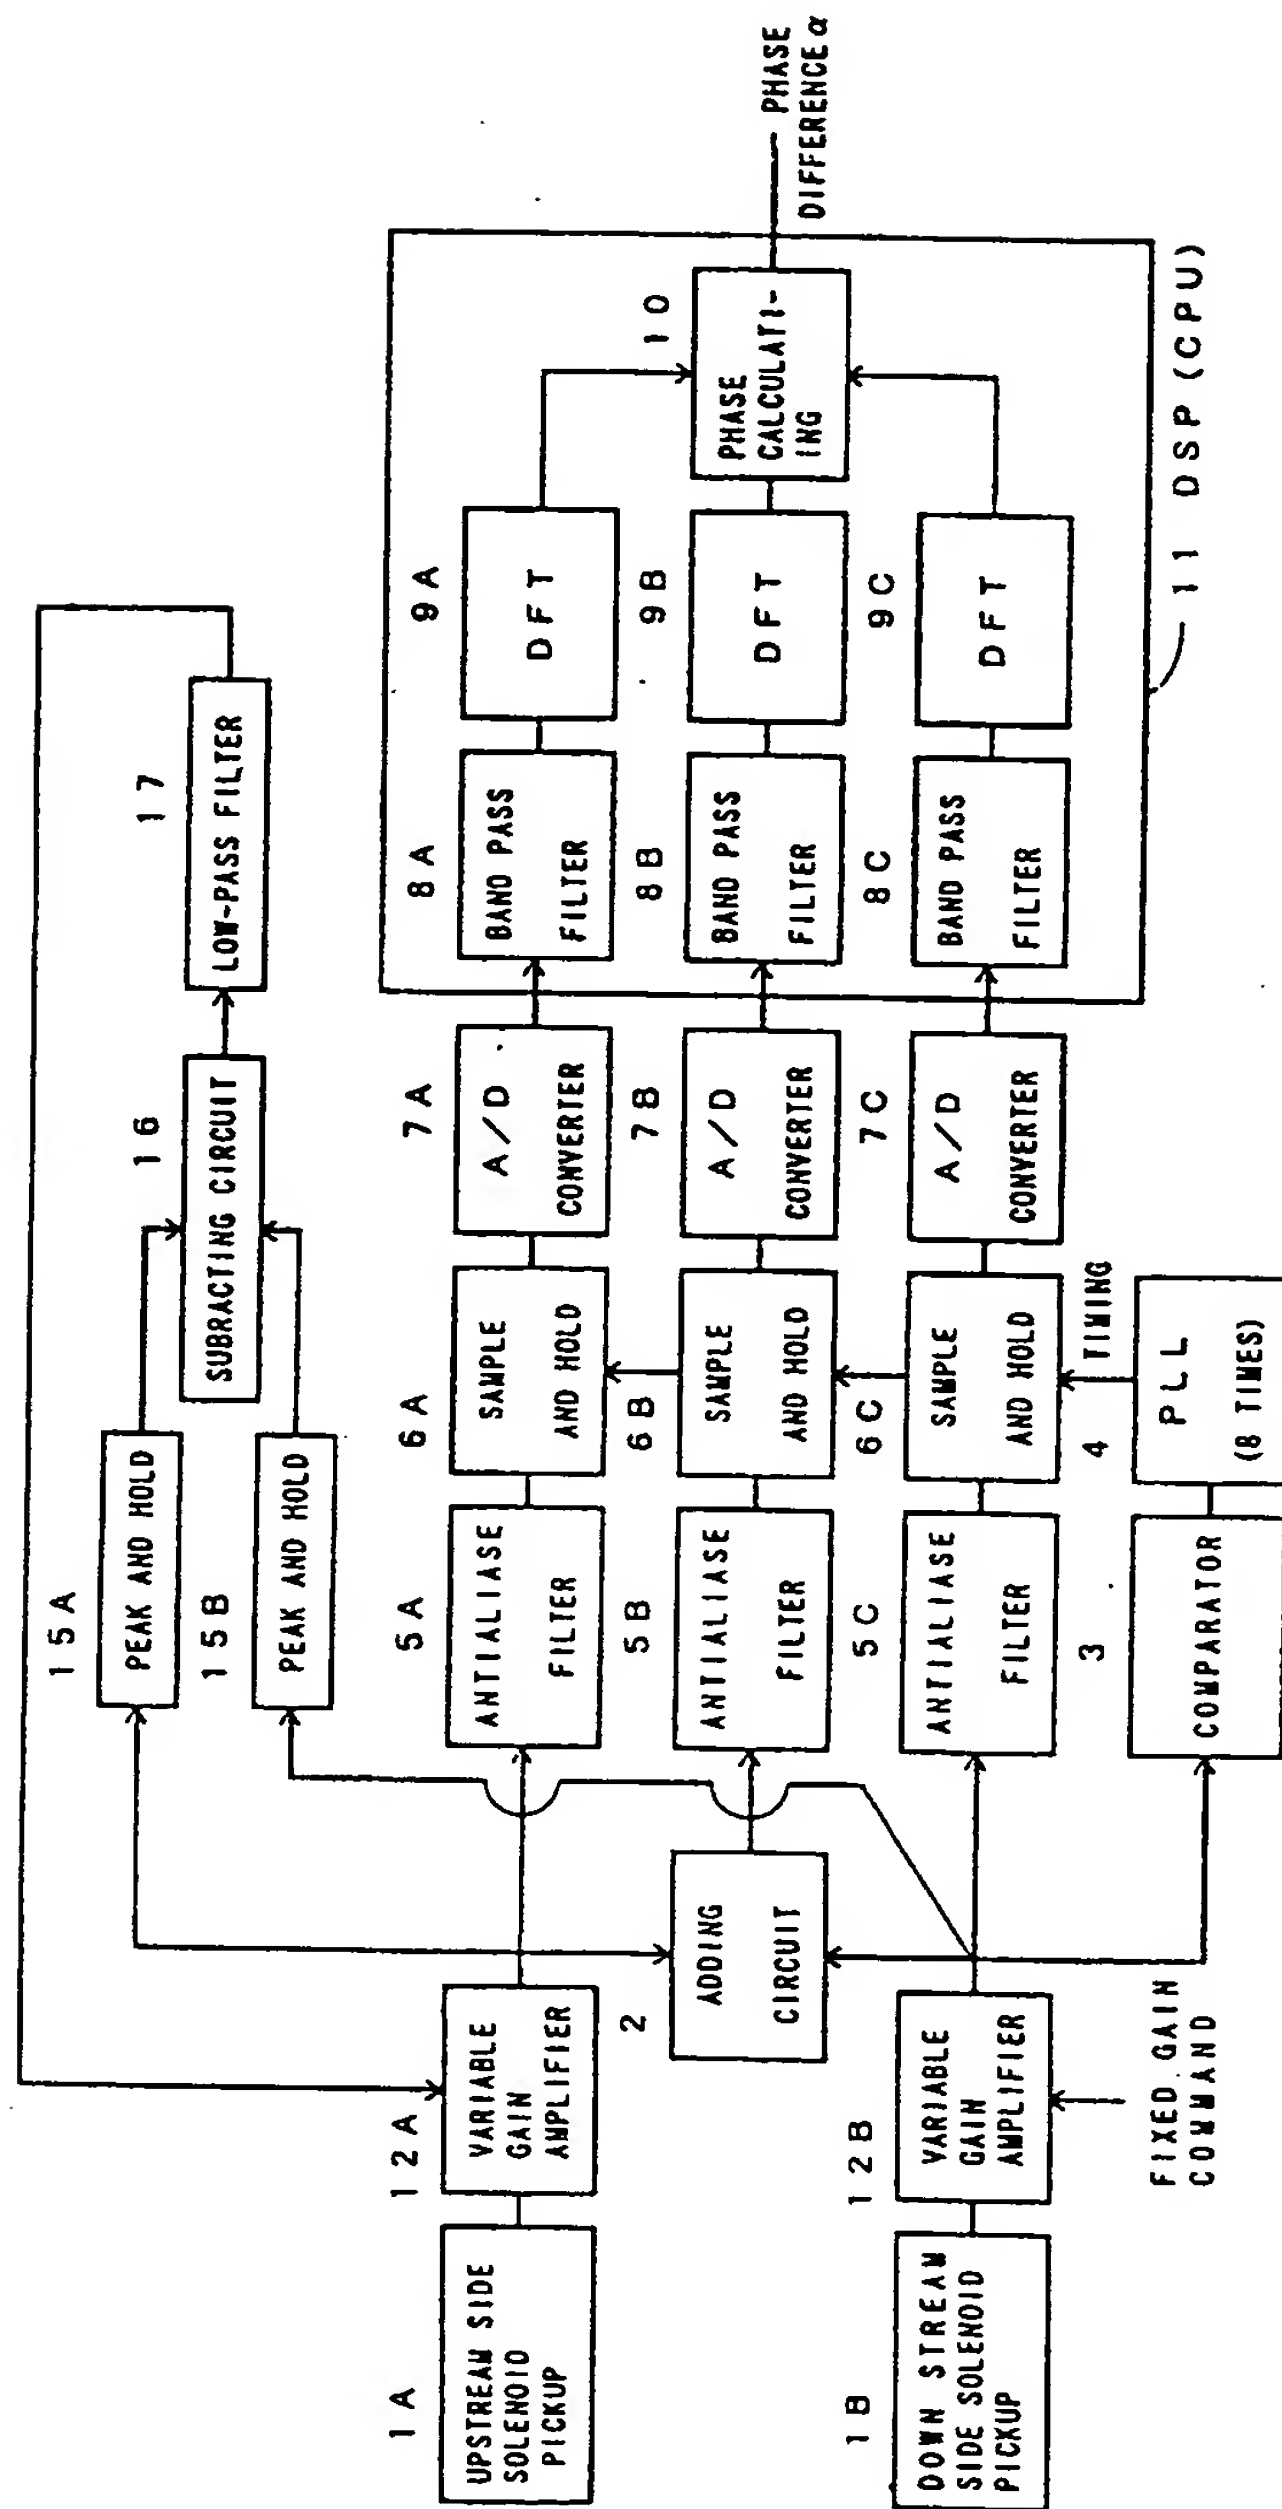 15A
PEAK AND HOLD
15B
PEAK AND HOLD
16
SUBRACTING CIRCUIT
17
LOW-PASS FILTER
1A
UPSTREAM SIDE
SOLENOID
PICKUP
12A
VARIABLE
GAIN
AMPLIFIER
5A
ANTIALIASE
FILTER
6A
SAMPLE
AND HOLD
7A
A/D
CONVERTER
8A
BAND PASS
FILTER
9A
DFT
2
ADDING
CIRCUIT
5B
ANTIALIASE
FILTER
6B
SAMPLE
AND HOLD
7B
A/D
CONVERTER
8B
BAND PASS
FILTER
9B
DFT
10
PHASE
CALCULATI-
ING
PHASE
DIFFERENCE α
1B
DOWN STREAM
SIDE SOLENOID
PICKUP
12B
VARIABLE
GAIN
AMPLIFIER
FIXED GAIN
COMMAND
5C
ANTIALIASE
FILTER
6C
SAMPLE
AND HOLD
7C
A/D
CONVERTER
8C
BAND PASS
FILTER
9C
DFT
3
COMPARATOR
4
TIMING
PLL
(8 TIMES)
11 DSP (CPU)